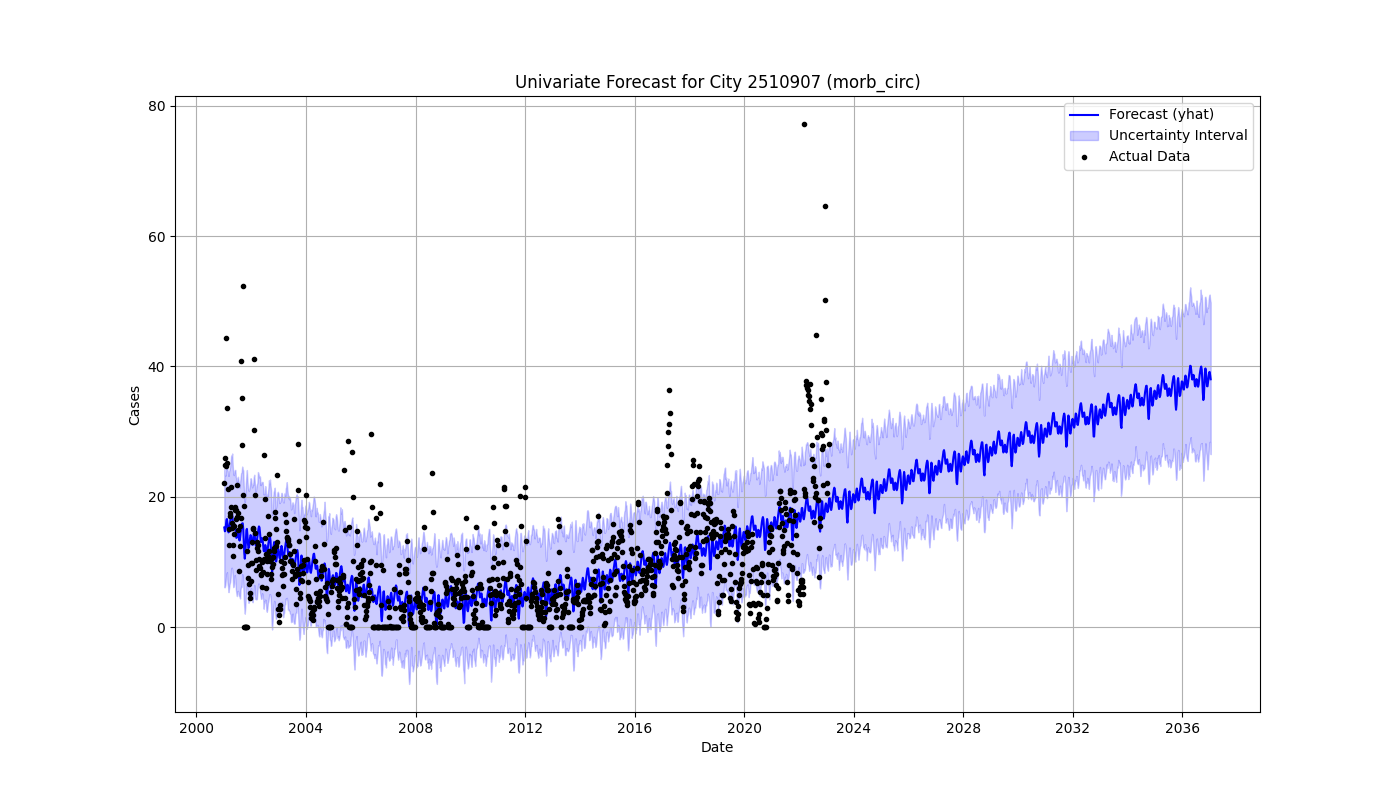 Univariate Forecast for City 2510907 (morb_circ)
Forecast (yhat)
Uncertainty Interval
Actual Data
80
60
40
20
0
Cases
2000 2004 2008 2012 2016 2020 2024 2028 2032 2036
Date